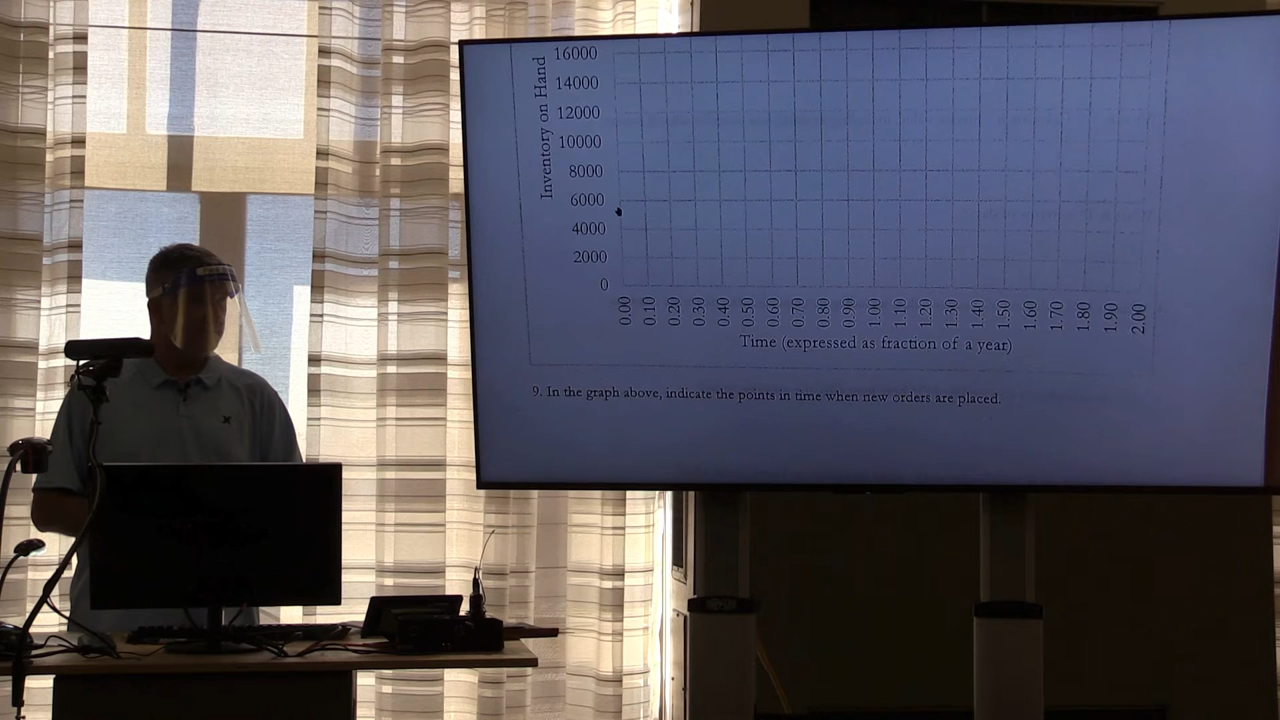 Inventory on Hand
16000
14000
12000
10000
8000
6000
4000
2000
0
0.00 0.10 0.20 0.30 0.40 0.50 0.60 0.70 0.80 0.90 1.00 1.10 1.20 1.30 1.40 1.50 1.60 1.70 1.80 1.90 2.00
Time (expressed as fraction of a year)
9. In the graph above, indicate the points in time when new orders are placed.